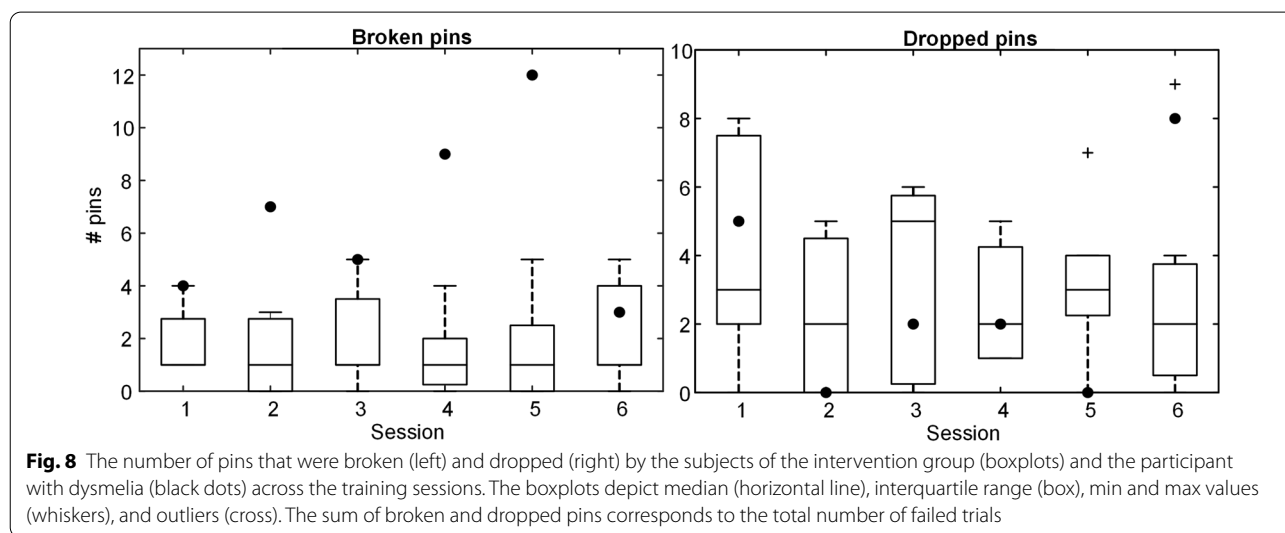 Broken pins
12
10
8
6
4
2
0
# pins
1 2 3 4 5 6
Session
Dropped pins
10
8
6
4
2
0
1 2 3 4 5 6
Session
Fig. 8 The number of pins that were broken (left) and dropped (right) by the subjects of the intervention group (boxplots) and the participant
with dysmelia (black dots) across the training sessions. The boxplots depict median (horizontal line), interquartile range (box), min and max values
(whiskers), and outliers (cross). The sum of broken and dropped pins corresponds to the total number of failed trials